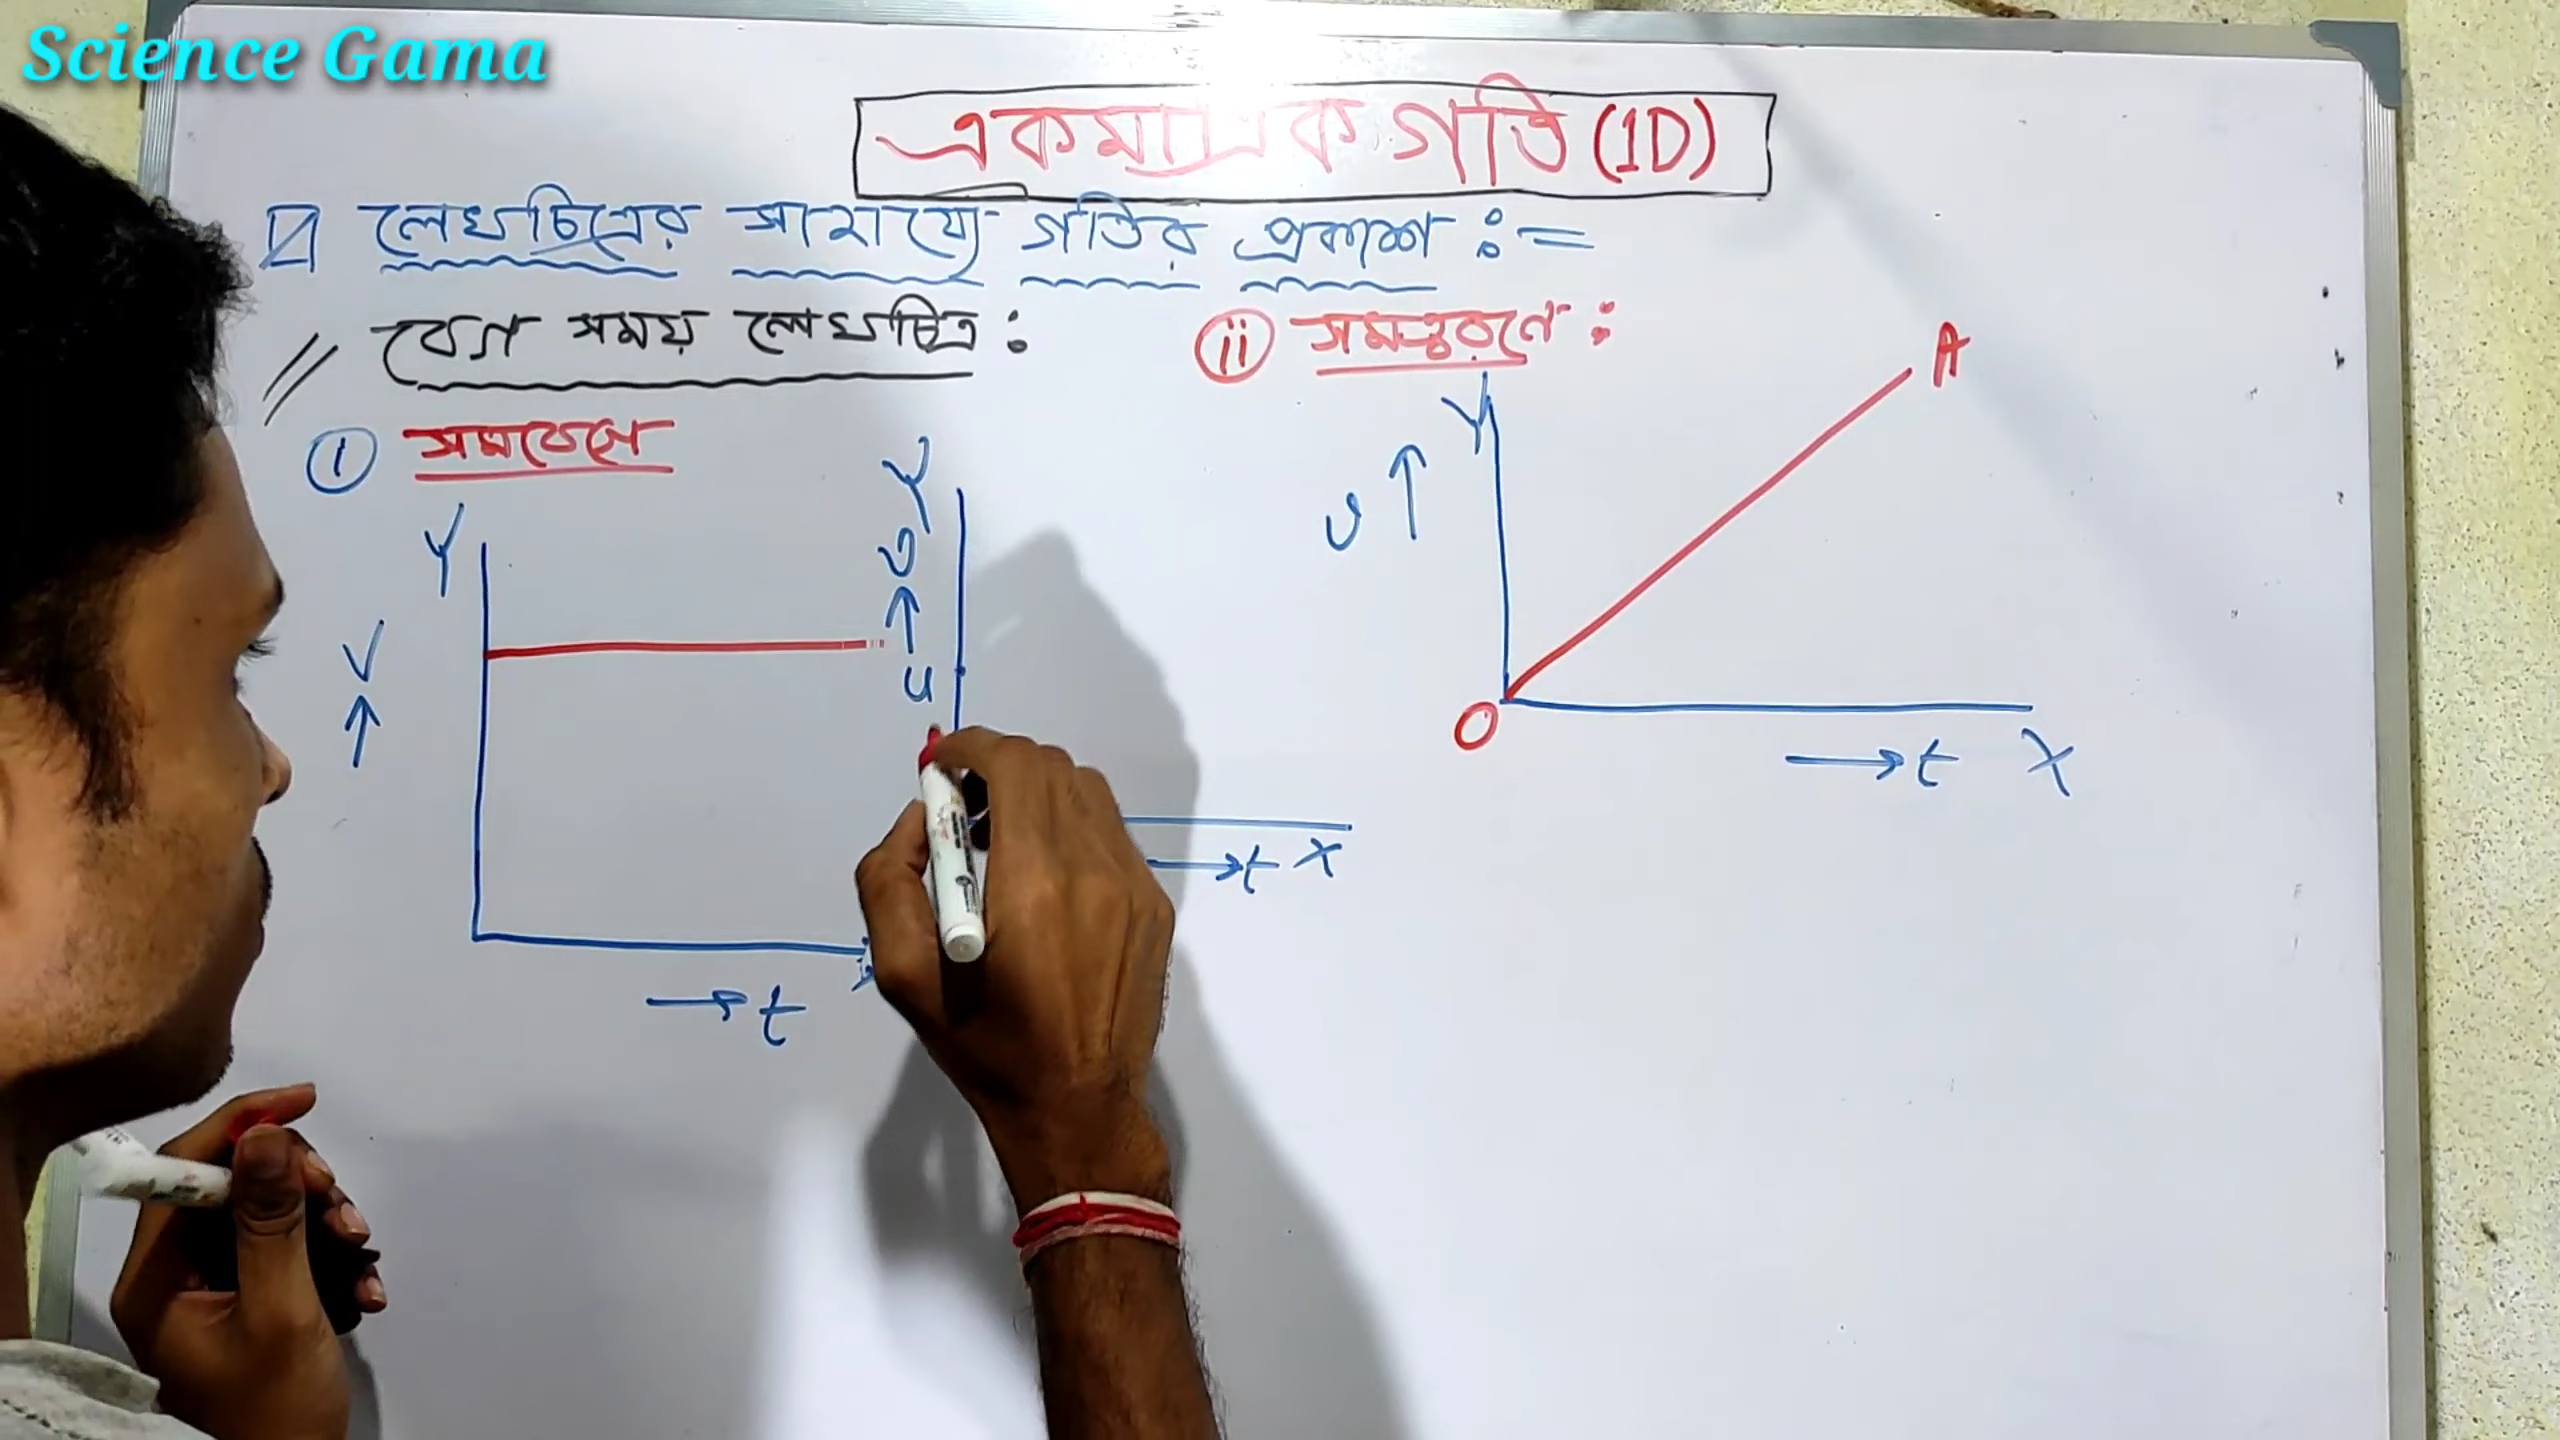 Science Gama
একমাত্রিক গতি (1D)
লেখচিত্রের সাহায্যে গতির প্রকাশ :=
// বেগ সময় লেখচিত্র :
(i) সমবেগে
(ii) সমত্বরণে :
Y
V
t
Y
v
u
t X
Y
A
v
O
t X